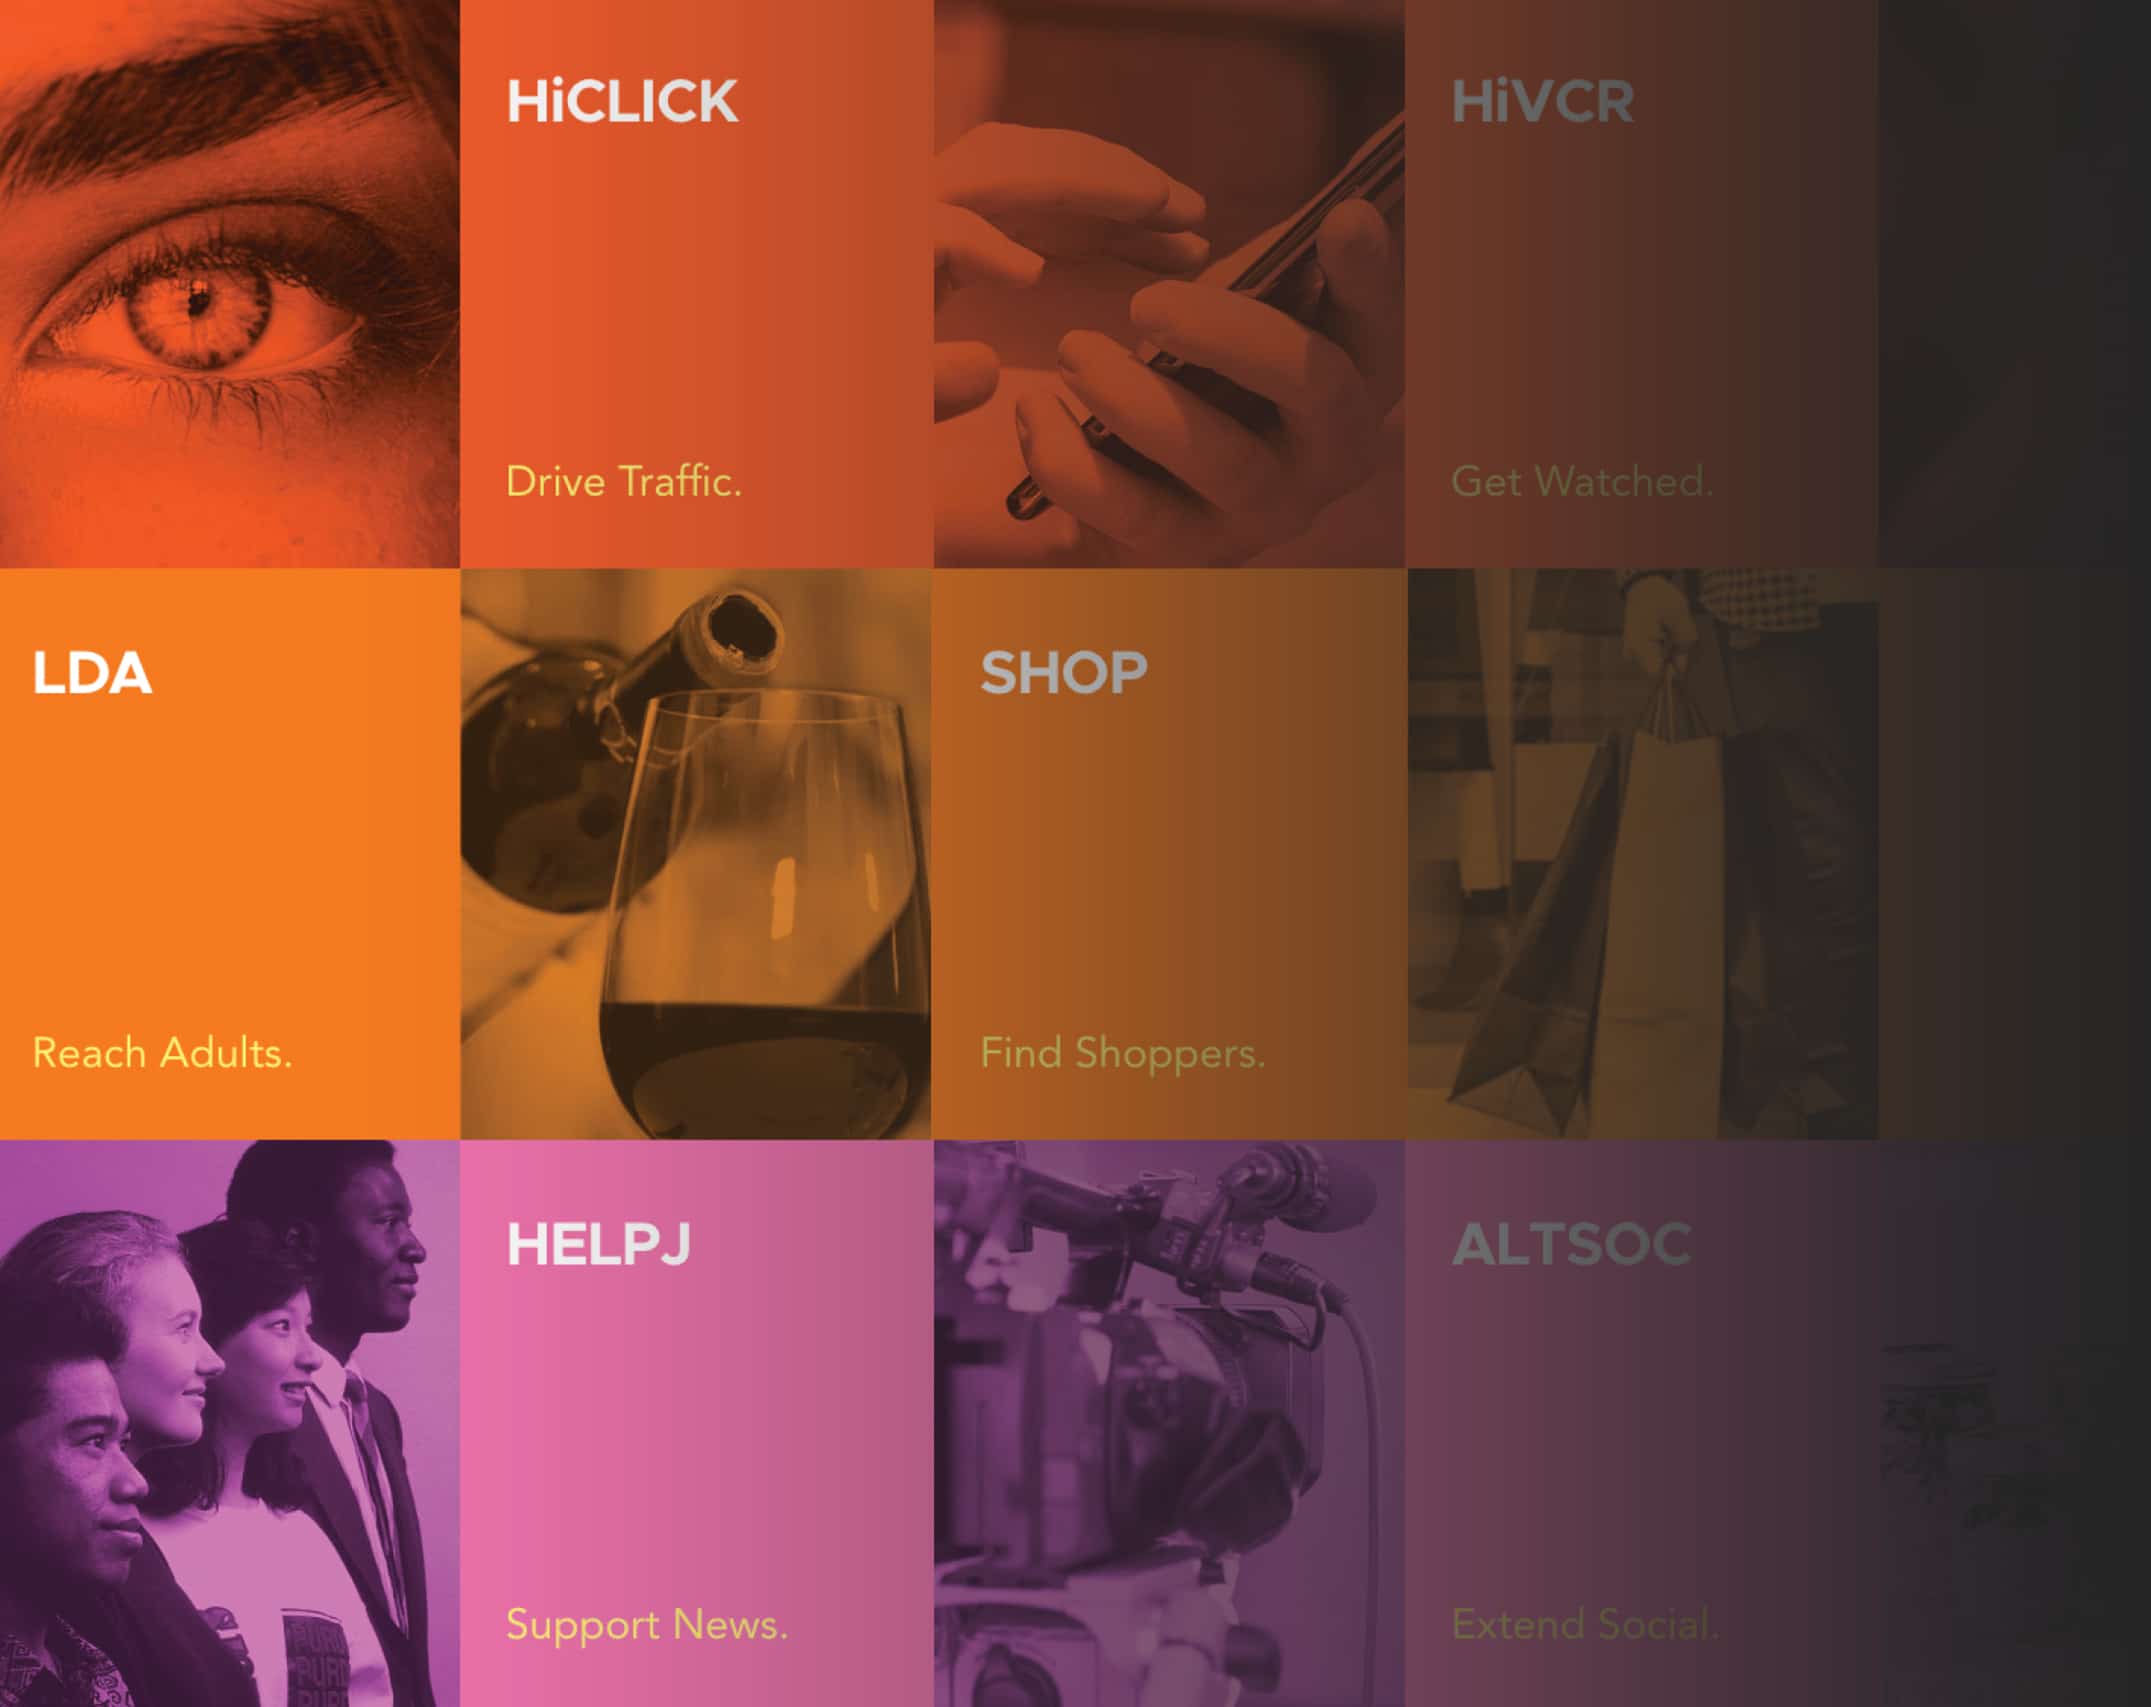 HiCLICK
Drive Traffic.
HiVCR
Get Watched.
LDA
Reach Adults.
SHOP
Find Shoppers.
HELPJ
Support News.
ALTSOC
Extend Social.